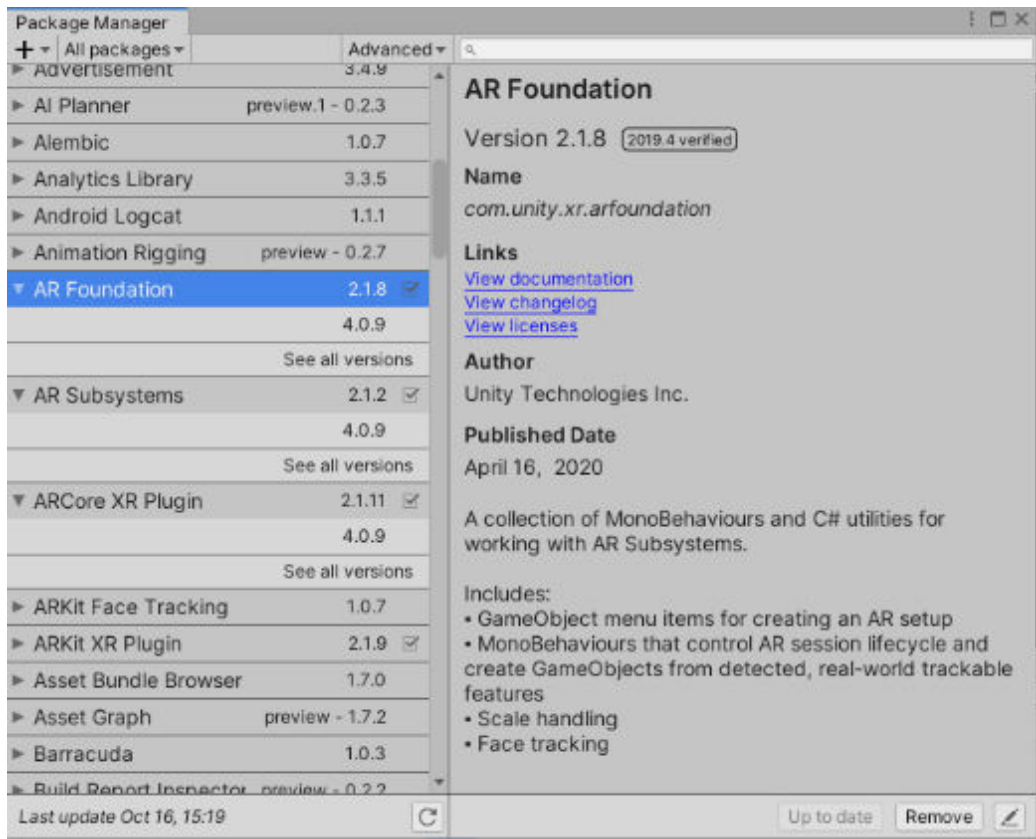 Package Manager
+ All packages Advanced
Advertisement 3.4.9
AI Planner preview.1 - 0.2.3
Alembic 1.0.7
Analytics Library 3.3.5
Android Logcat 1.1.1
Animation Rigging preview - 0.2.7
AR Foundation 2.1.8
4.0.9
See all versions
AR Subsystems 2.1.2
4.0.9
See all versions
ARCore XR Plugin 2.1.11
4.0.9
See all versions
ARKit Face Tracking 1.0.7
ARKit XR Plugin 2.1.9
Asset Bundle Browser 1.7.0
Asset Graph preview - 1.7.2
Barracuda 1.0.3
Build Report Inspector preview - 0.2.2
Last update Oct 16, 15:19
AR Foundation
Version 2.1.8 2019.4 verified
Name
com.unity.xr.arfoundation
Links
View documentation
View changelog
View licenses
Author
Unity Technologies Inc.
Published Date
April 16, 2020
A collection of MonoBehaviours and C# utilities for
working with AR Subsystems.
Includes:
• GameObject menu items for creating an AR setup
• MonoBehaviours that control AR session lifecycle and
create GameObjects from detected, real-world trackable
features
• Scale handling
• Face tracking
Up to date Remove